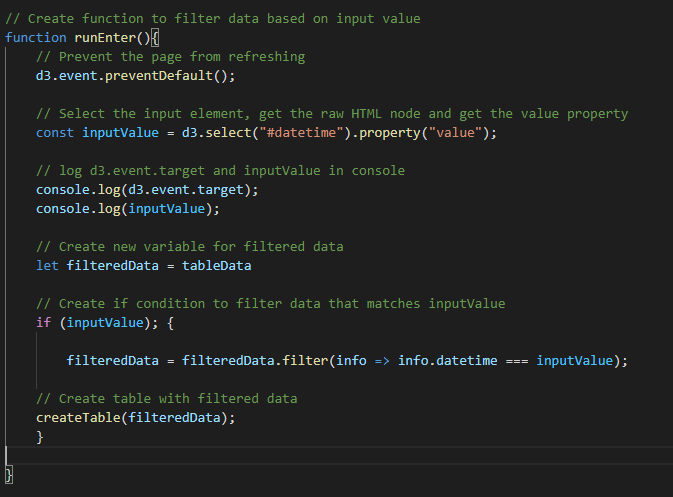 // Create function to filter data based on input value
function runEnter(){
// Prevent the page from refreshing
d3.event.preventDefault();
// Select the input element, get the raw HTML node and get the value property
const inputValue = d3.select("#datetime").property("value");
// log d3.event.target and inputValue in console
console.log(d3.event.target);
console.log(inputValue);
// Create new variable for filtered data
let filteredData = tableData
// Create if condition to filter data that matches inputValue
if (inputValue); {
filteredData = filteredData.filter(info => info.datetime === inputValue);
// Create table with filtered data
createTable(filteredData);
}
}